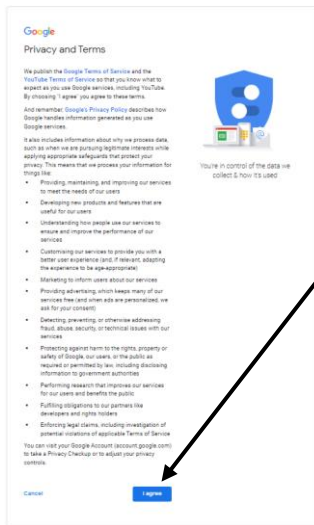 Google
Privacy and Terms
We publish the Google Terms of Service and the
YouTube Terms of Service so that you know what to
expect as you use Google services, including YouTube.
By choosing 'I agree' you agree to these terms.
And remember, Google's Privacy Policy describes how
Google handles information generated as you use
Google services.
It also includes information about why we process data,
such as when we are pursuing legitimate interests while
applying appropriate safeguards that protect your
privacy. This means that we process your information for
things like:
• Providing, maintaining, and improving our services
to meet the needs of our users
• Developing new products and features that are
useful for our users
• Understanding how people use our services to
ensure and improve the performance of our
services
• Customising our services to provide you with a
better user experience (and, if relevant, adapting
the experience to be age-appropriate)
• Marketing to inform users about our services
• Providing advertising, which keeps many of our
services free (and when ads are personalized, we
ask for your consent)
• Detecting, preventing, or otherwise addressing
fraud, abuse, security, or technical issues with our
services
• Protecting against harm to the rights, property or
safety of Google, our users, or the public as
required or permitted by law, including disclosing
information to government authorities
• Performing research that improves our services
for our users and benefits the public
• Fulfilling obligations to our partners like
developers and rights holders
• Enforcing legal claims, including investigation of
potential violations of applicable Terms of Service
You can visit your Google Account (account.google.com)
to take a Privacy Checkup or to adjust your privacy
controls.
Cancel
I agree
You're in control of the data we
collect & how it's used